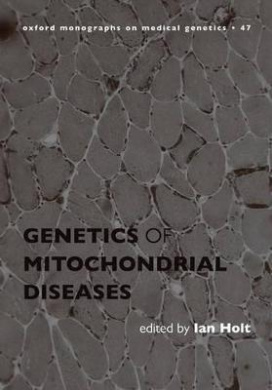 oxford monographs on medical genetics • 47
GENETICS OF
MITOCHONDRIAL
DISEASES
edited by Ian Holt